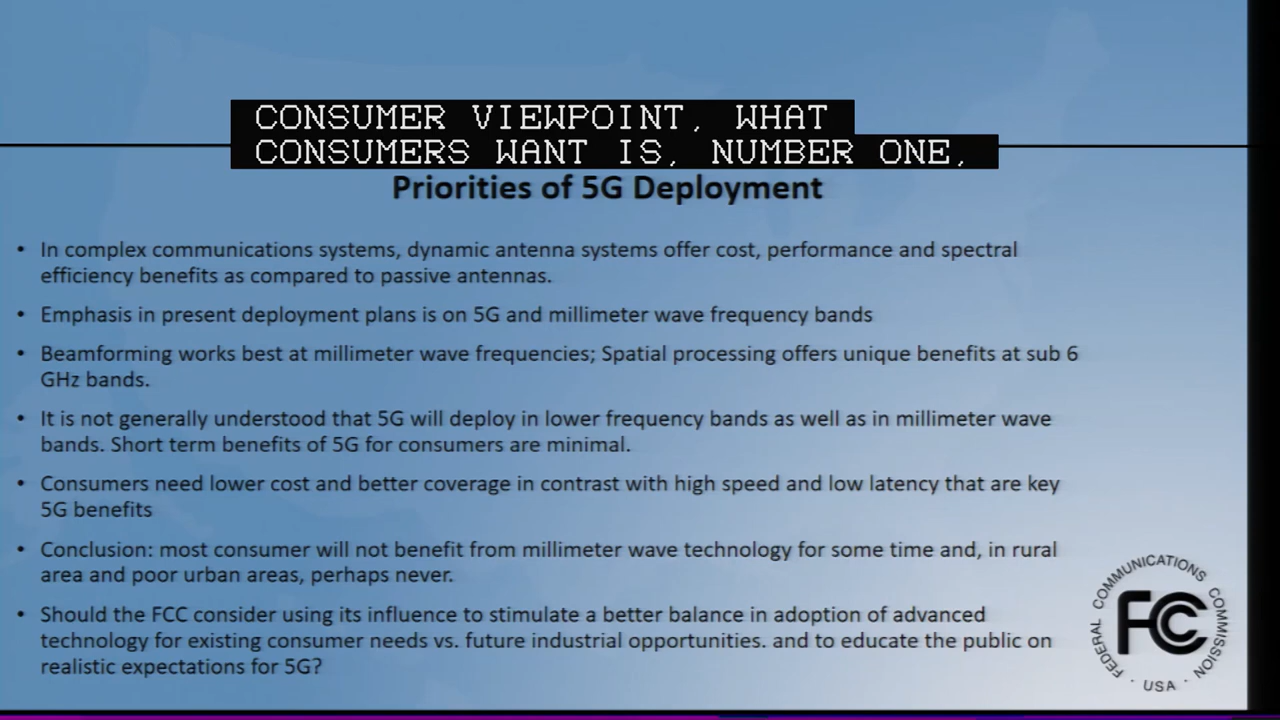 CONSUMER VIEWPOINT, WHAT
CONSUMERS WANT IS, NUMBER ONE,
Priorities of 5G Deployment
• In complex communications systems, dynamic antenna systems offer cost, performance and spectral
efficiency benefits as compared to passive antennas.
• Emphasis in present deployment plans is on 5G and millimeter wave frequency bands
• Beamforming works best at millimeter wave frequencies; Spatial processing offers unique benefits at sub 6
GHz bands.
• It is not generally understood that 5G will deploy in lower frequency bands as well as in millimeter wave
bands. Short term benefits of 5G for consumers are minimal.
• Consumers need lower cost and better coverage in contrast with high speed and low latency that are key
5G benefits
• Conclusion: most consumer will not benefit from millimeter wave technology for some time and, in rural
area and poor urban areas, perhaps never.
• Should the FCC consider using its influence to stimulate a better balance in adoption of advanced
technology for existing consumer needs vs. future industrial opportunities. and to educate the public on
realistic expectations for 5G?
FEDERAL COMMUNICATIONS COMMISSION
FCC
· USA ·